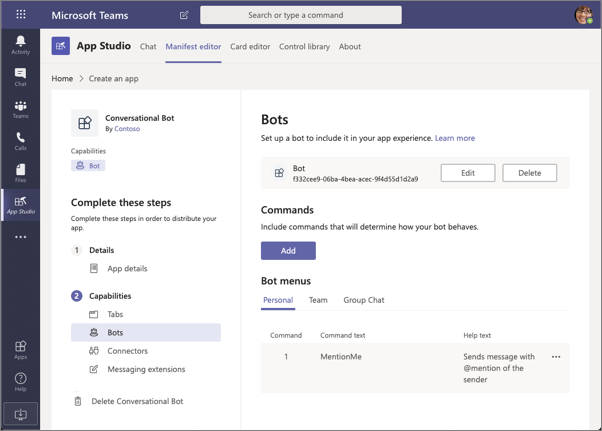 Microsoft Teams
Search or type a command
Activity
Chat
Teams
Calls
Files
App Studio
Apps
Help
App Studio
Chat
Manifest editor
Card editor
Control library
About
Home > Create an app
Conversational Bot
By Contoso
Capabilities
Bot
Complete these steps
Complete these steps in order to distribute your
app.
1 Details
App details
2 Capabilities
Tabs
Bots
Connectors
Messaging extensions
Delete Conversational Bot
Bots
Set up a bot to include it in your app experience. Learn more
Bot
f332cee9-06ba-4bea-acec-9f4d55d1d2a9
Edit
Delete
Commands
Include commands that will determine how your bot behaves.
Add
Bot menus
Personal
Team
Group Chat
Command
Command text
Help text
1
MentionMe
Sends message with
@mention of the
sender